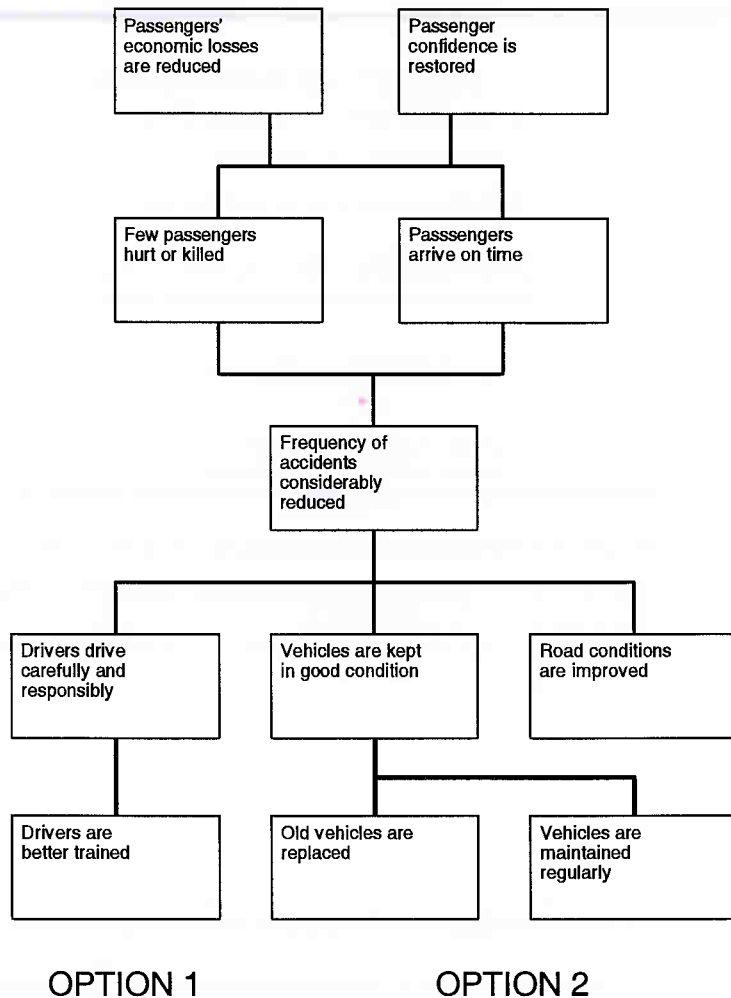 Passengers'
economic losses
are reduced
Passenger
confidence is
restored
Few passengers
hurt or killed
Passsengers
arrive on time
Frequency of
accidents
considerably
reduced
Drivers drive
carefully and
responsibly
Vehicles are kept
in good condition
Road conditions
are improved
Drivers are
better trained
Old vehicles are
replaced
Vehicles are
maintained
regularly
OPTION 1
OPTION 2